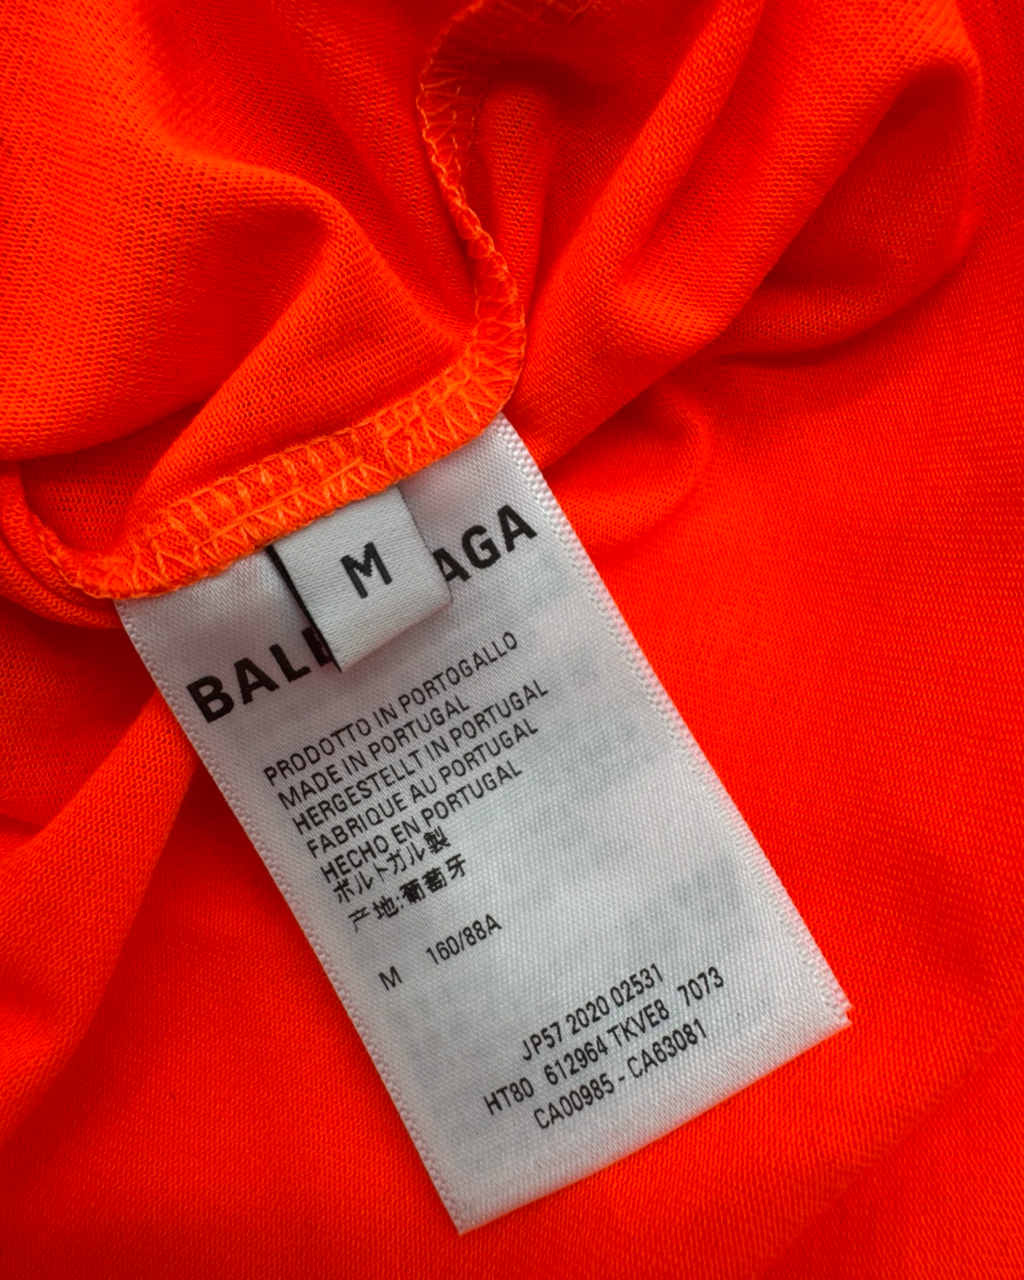 M
BALE AGA
PRODOTTO IN PORTOGALLO
MADE IN PORTUGAL
HERGESTELLT IN PORTUGAL
FABRIQUE AU PORTUGAL
HECHO EN PORTUGAL
ポルトガル製
产地:葡萄牙
M 160/88A
JP57 2020 02531
HT80 612964 TKVE8 7073
CA00985 - CA63081